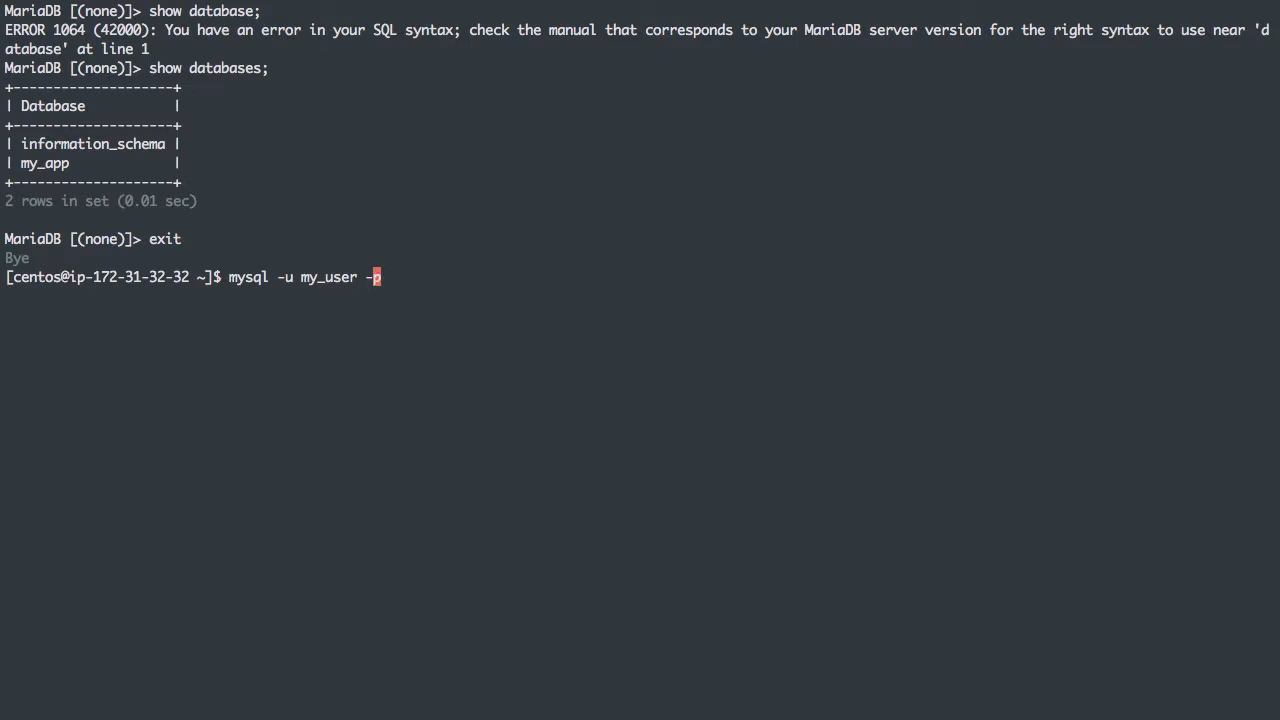 MariaDB [(none)]> show database;
ERROR 1064 (42000): You have an error in your SQL syntax; check the manual that corresponds to your MariaDB server version for the right syntax to use near 'd
atabase' at line 1
MariaDB [(none)]> show databases;
+--------------------+
| Database           |
+--------------------+
| information_schema |
| my_app             |
+--------------------+
2 rows in set (0.01 sec)
MariaDB [(none)]> exit
Bye
[centos@ip-172-31-32-32 ~]$ mysql -u my_user -p